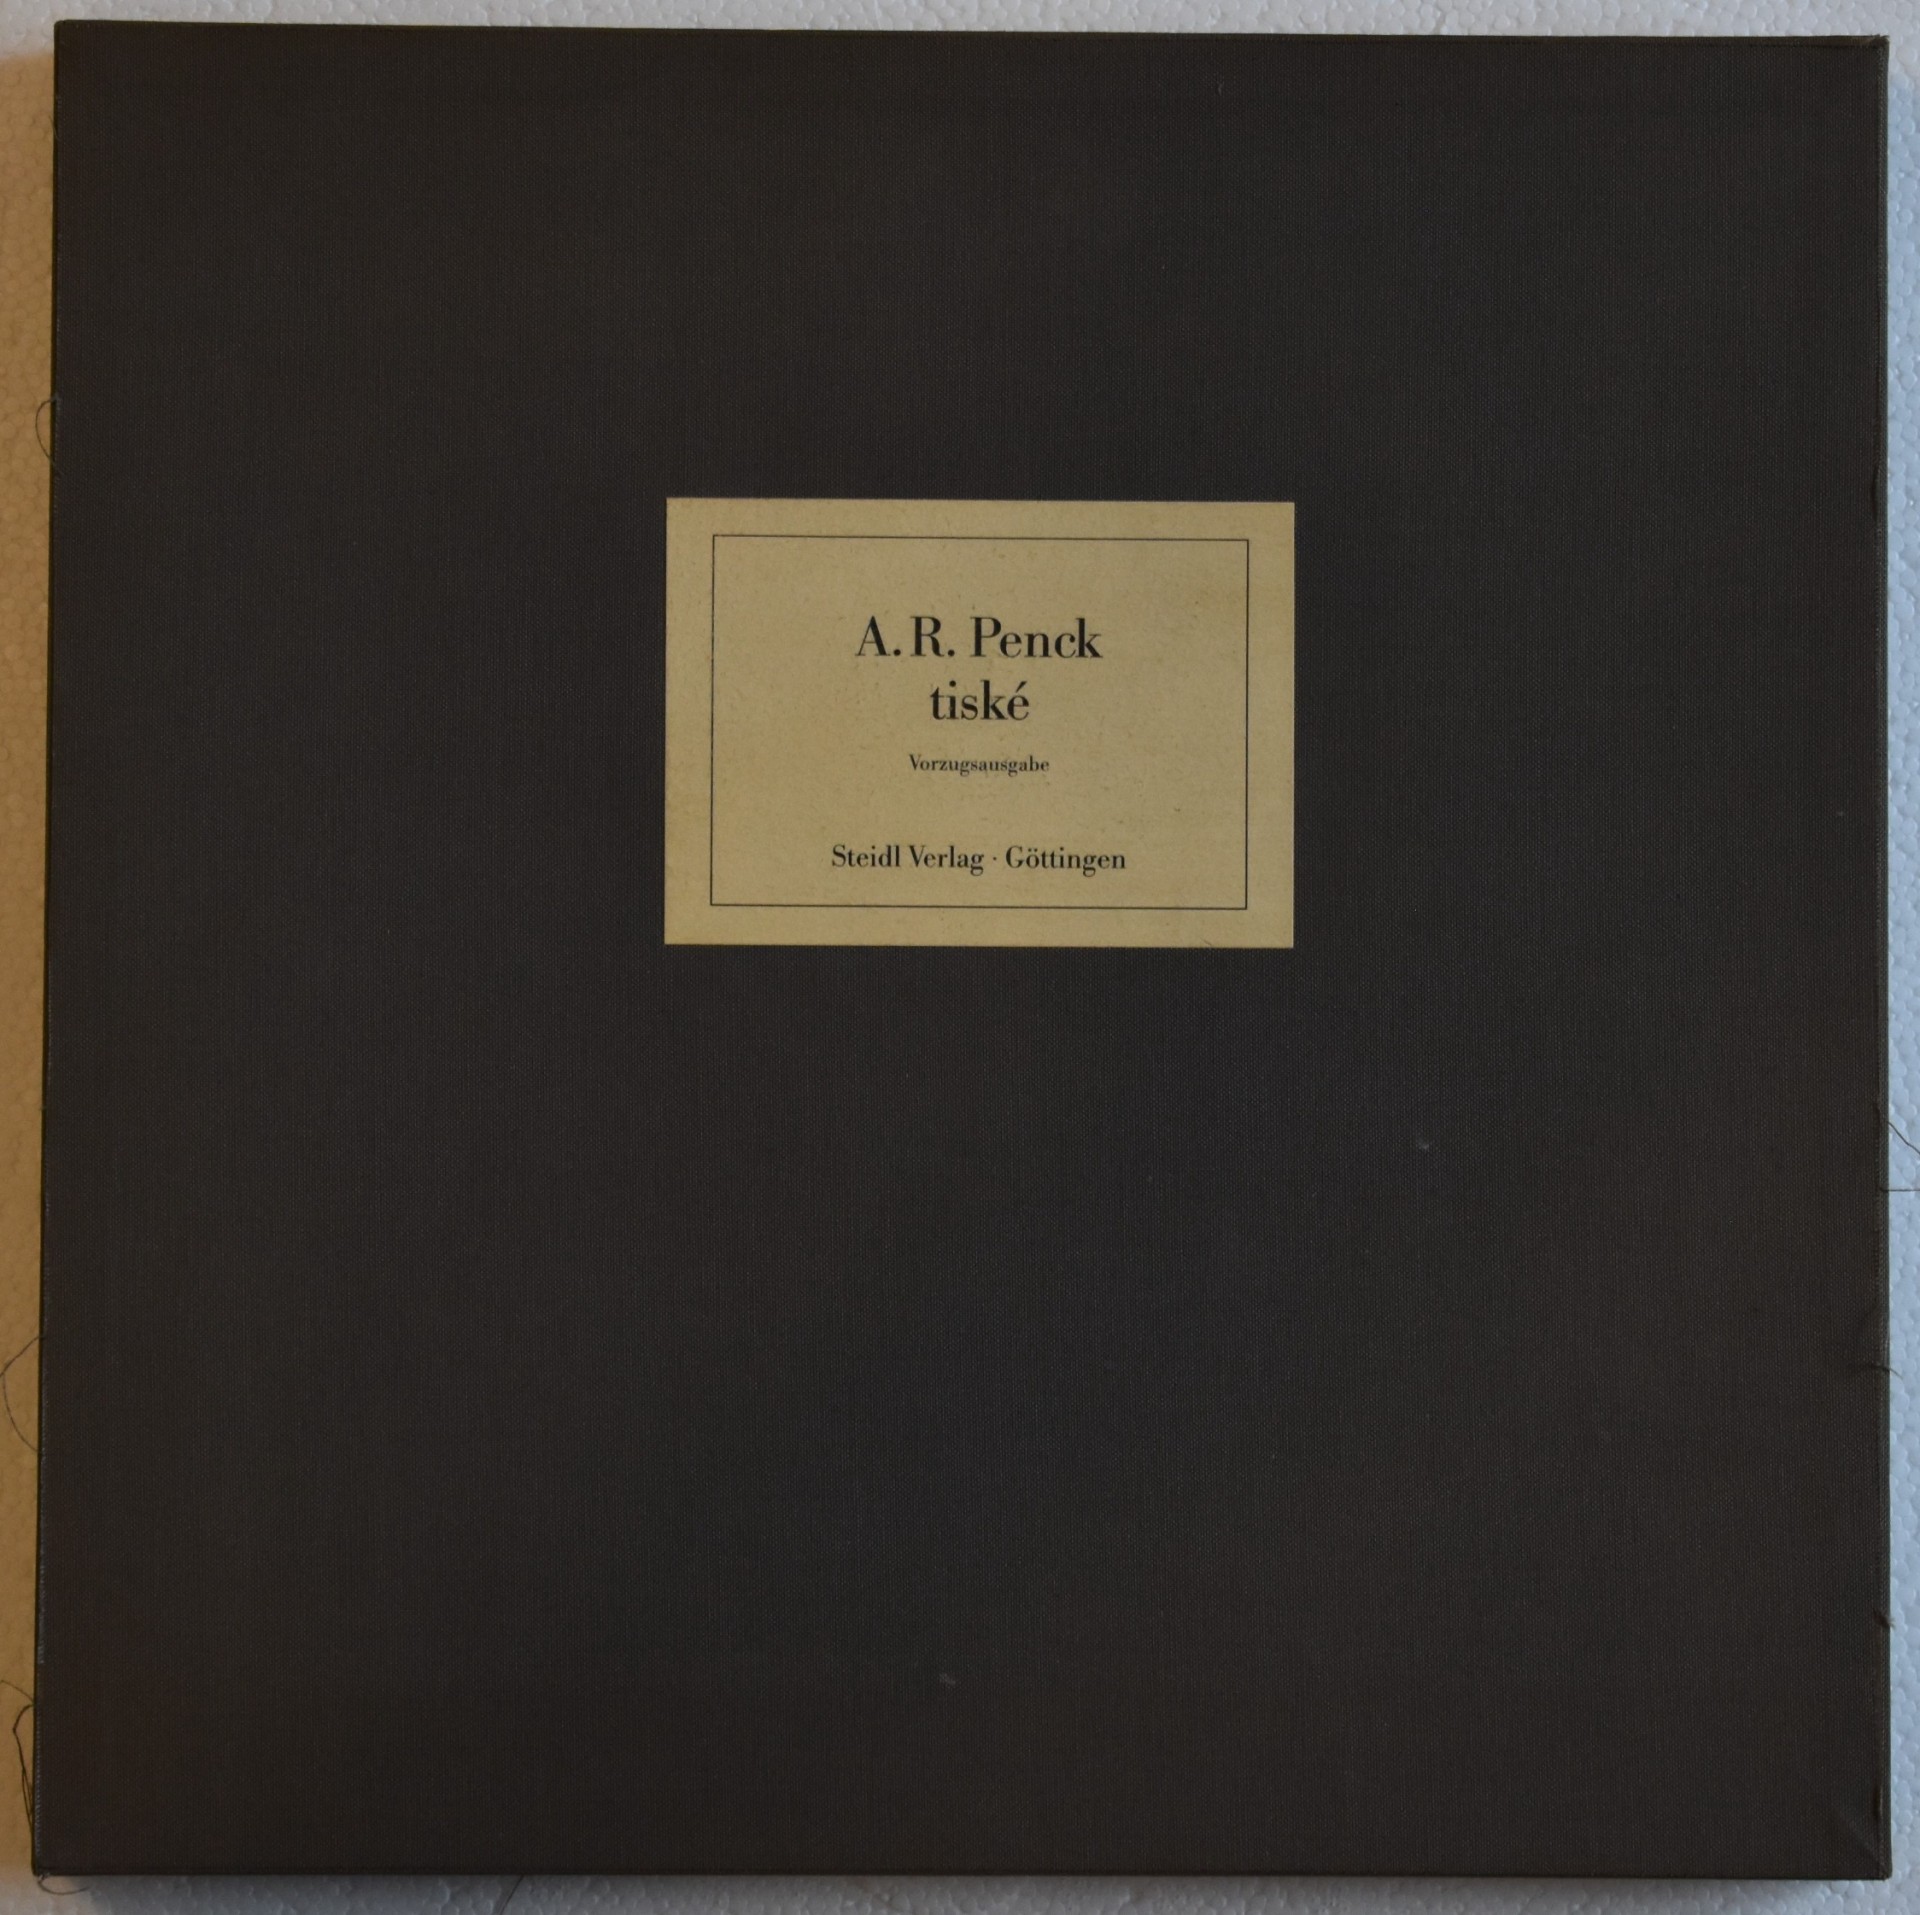 A. R. Penck
tiské
Vorzugsausgabe
Steidl Verlag · Göttingen